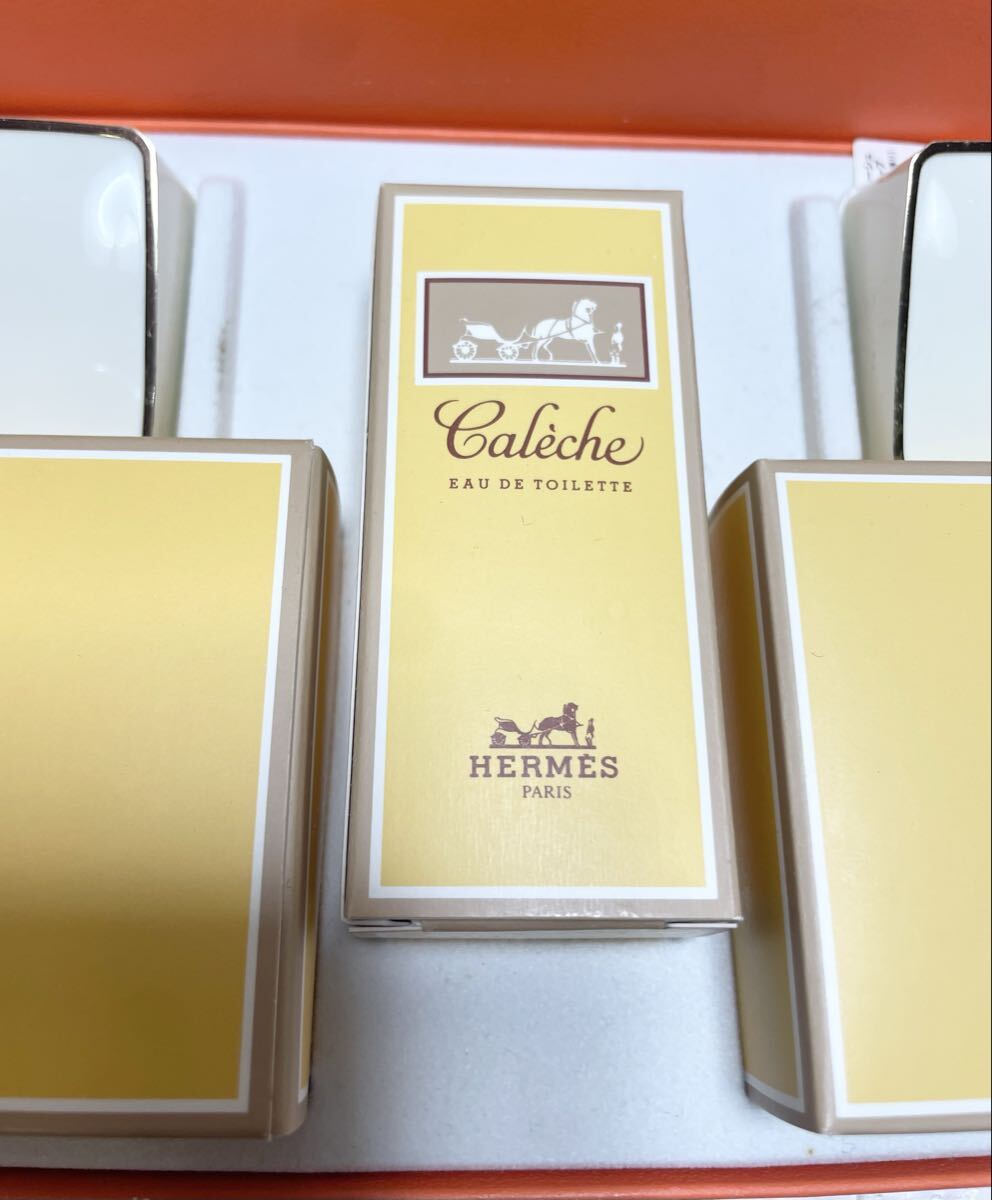 Calèche
EAU DE TOILETTE
HERMÈS
PARIS